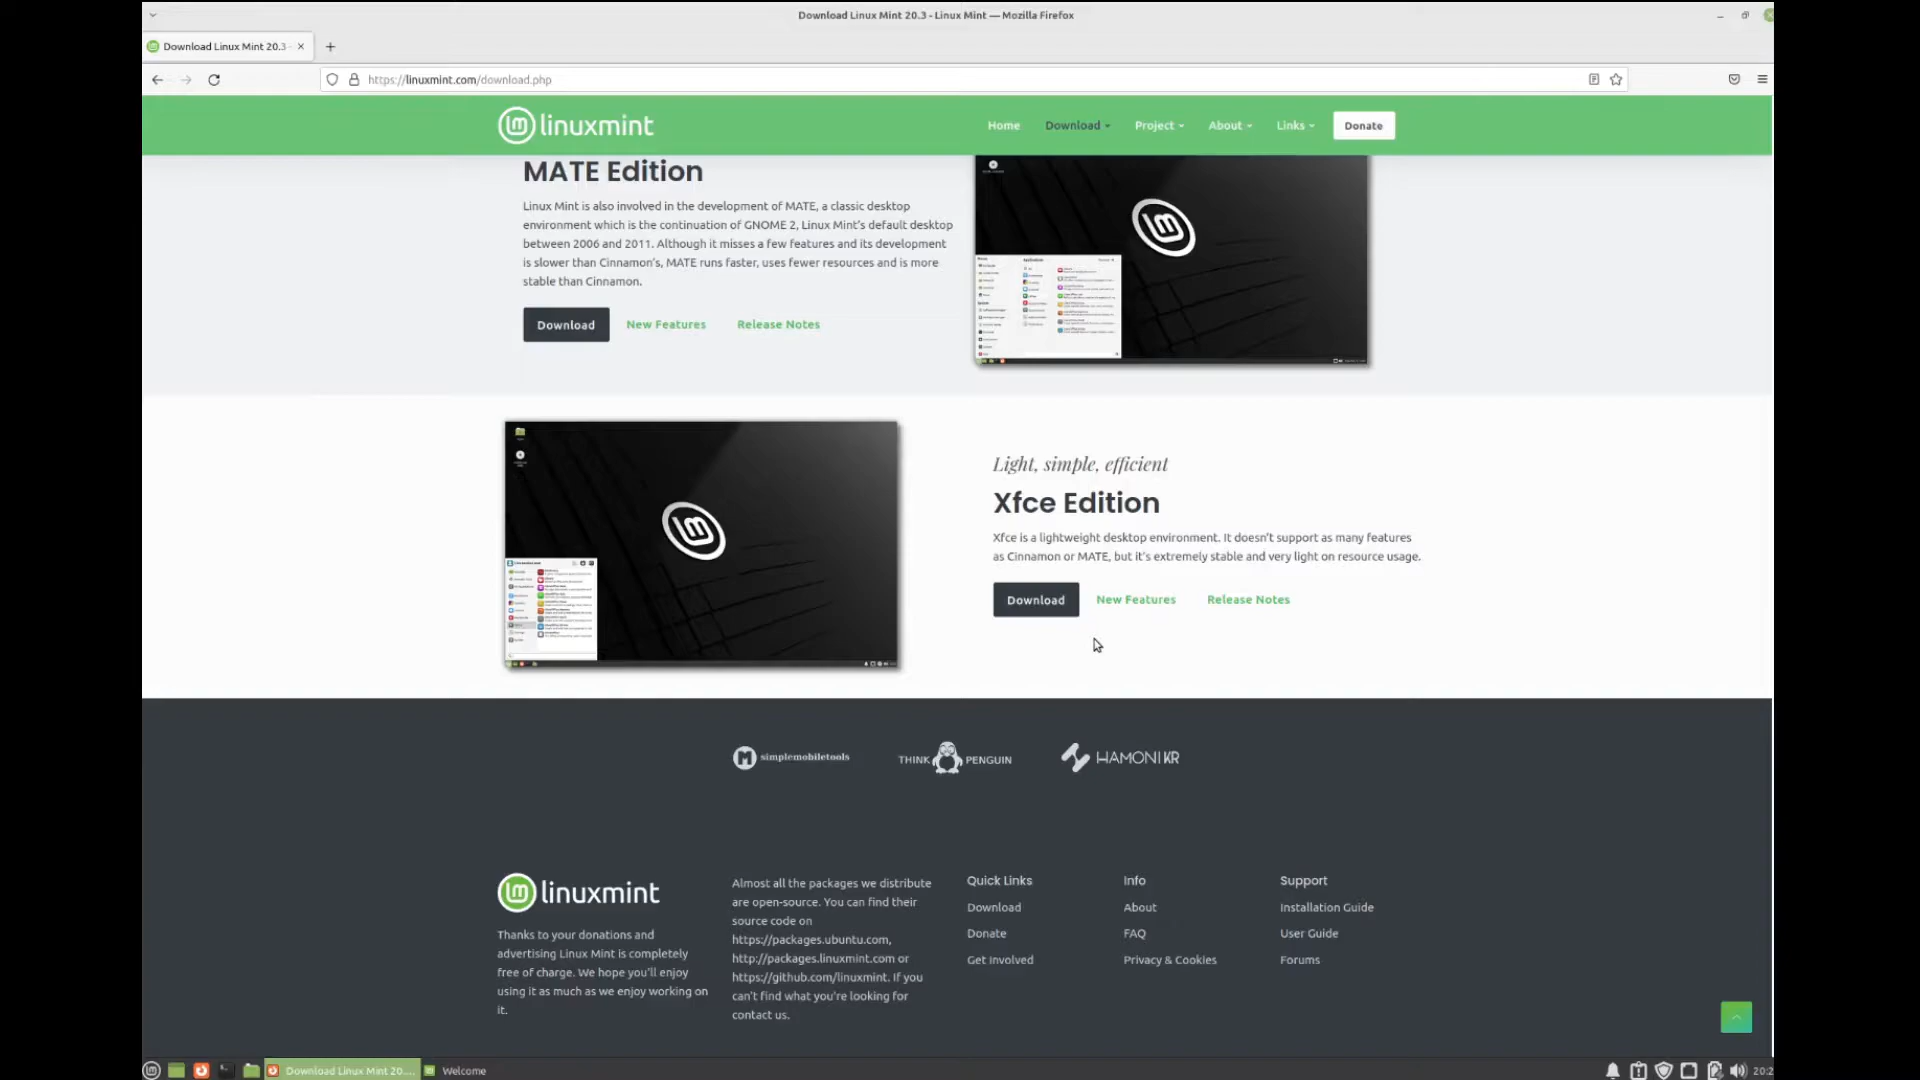 Download Linux Mint 20.3 - Linux Mint — Mozilla Firefox
Download Linux Mint 20.3
https://linuxmint.com/download.php
linuxmint
Home
Download
Project
About
Links
Donate
MATE Edition
Linux Mint is also involved in the development of MATE, a classic desktop
environment which is the continuation of GNOME 2, Linux Mint's default desktop
between 2006 and 2011. Although it misses a few features and its development
is slower than Cinnamon's, MATE runs faster, uses fewer resources and is more
stable than Cinnamon.
Download
New Features
Release Notes
Light, simple, efficient
Xfce Edition
Xfce is a lightweight desktop environment. It doesn't support as many features
as Cinnamon or MATE, but it's extremely stable and very light on resource usage.
Download
New Features
Release Notes
simplemobiletools
THINK PENGUIN
HAMONIKR
linuxmint
Thanks to your donations and
advertising Linux Mint is completely
free of charge. We hope you'll enjoy
using it as much as we enjoy working on
it.
Almost all the packages we distribute
are open-source. You can find their
source code on
https://packages.ubuntu.com,
http://packages.linuxmint.com or
https://github.com/linuxmint. If you
can't find what you're looking for
contact us.
Quick Links
Download
Donate
Get Involved
Info
About
FAQ
Privacy & Cookies
Support
Installation Guide
User Guide
Forums
Download Linux Mint 20....
Welcome
20:2